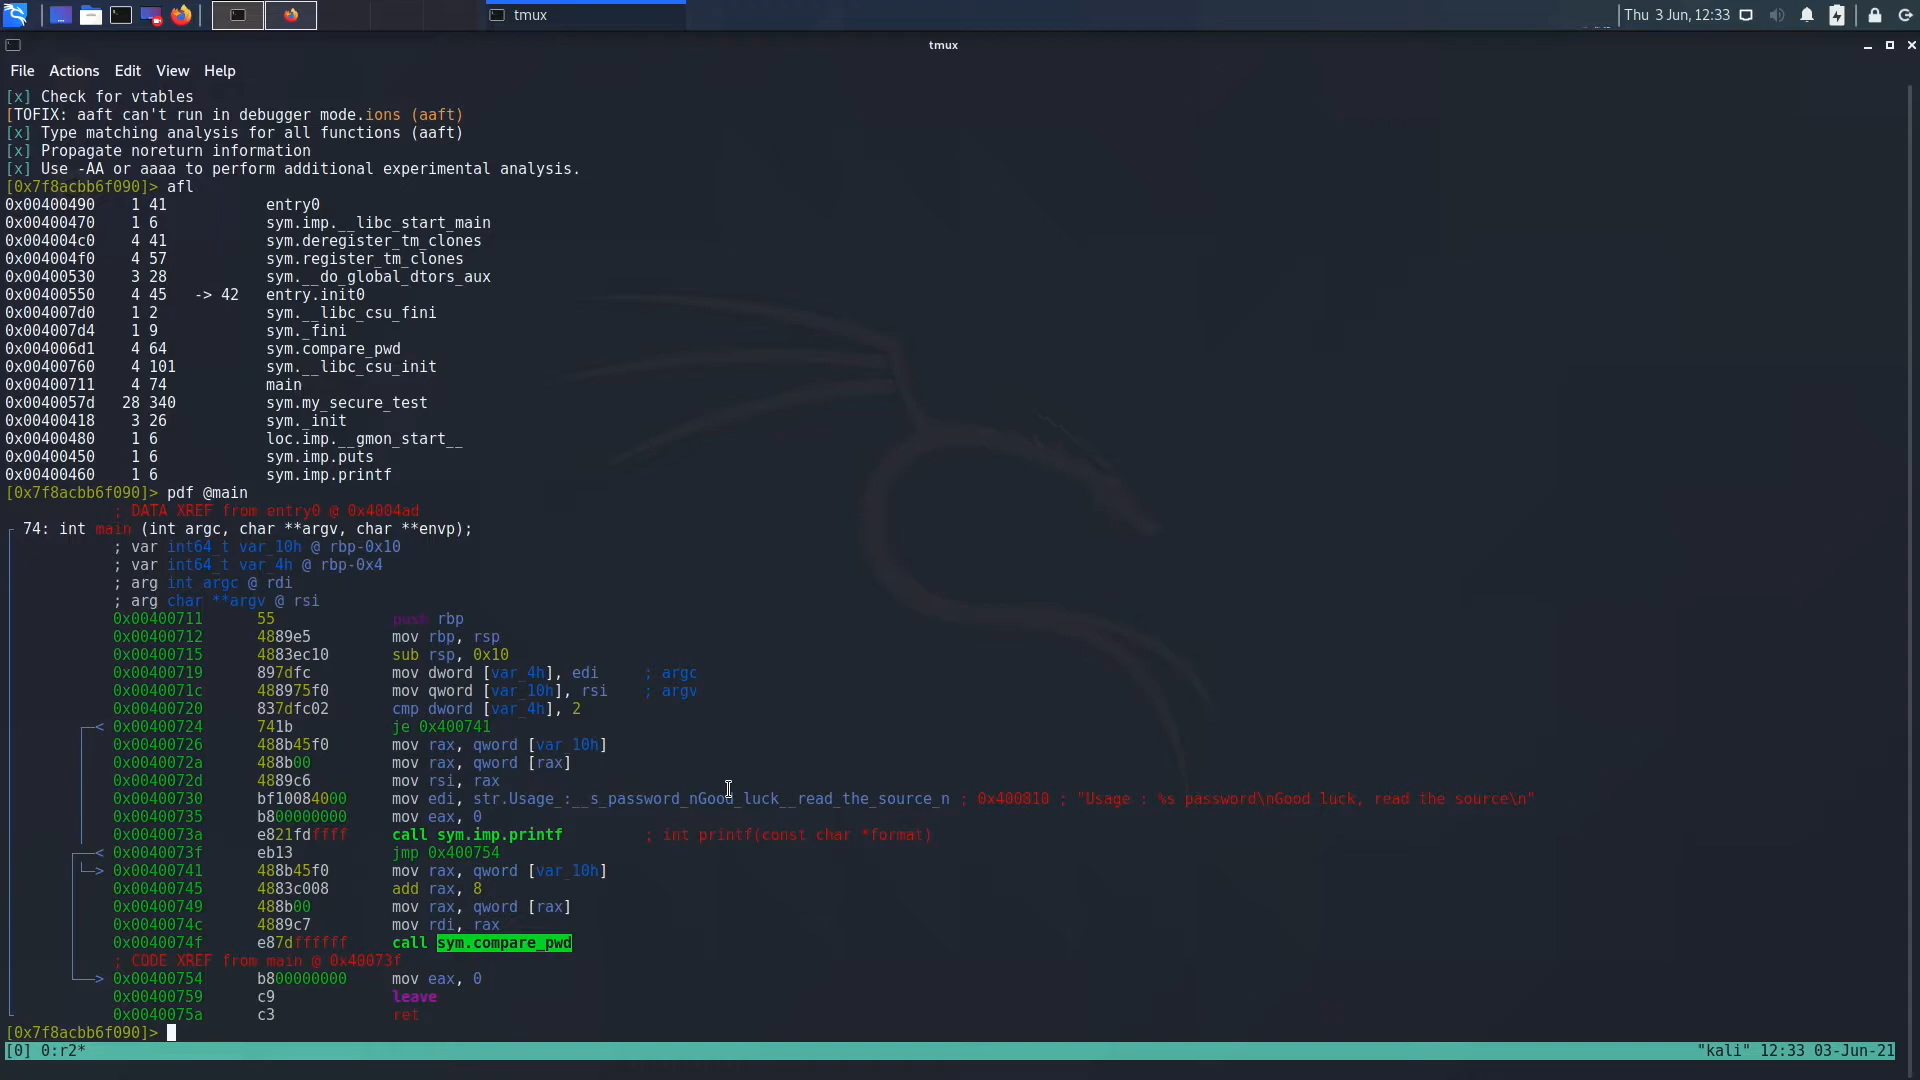 tmux
Thu 3 Jun, 12:33
tmux
File Actions Edit View Help
[x] Check for vtables
[TOFIX: aaft can't run in debugger mode.ions (aaft)
[x] Type matching analysis for all functions (aaft)
[x] Propagate noreturn information
[x] Use -AA or aaaa to perform additional experimental analysis.
[0x7f8acbb6f090]> afl
0x00400490    1 41           entry0
0x00400470    1 6            sym.imp.__libc_start_main
0x004004c0    4 41           sym.deregister_tm_clones
0x004004f0    4 57           sym.register_tm_clones
0x00400530    3 28           sym.__do_global_dtors_aux
0x00400550    4 45   -> 42   entry.init0
0x004007d0    1 2            sym.__libc_csu_fini
0x004007d4    1 9            sym._fini
0x004006d1    4 64           sym.compare_pwd
0x00400760    4 101          sym.__libc_csu_init
0x00400711    4 74           main
0x0040057d   28 340          sym.my_secure_test
0x00400418    3 26           sym._init
0x00400480    1 6            loc.imp.__gmon_start__
0x00400450    1 6            sym.imp.puts
0x00400460    1 6            sym.imp.printf
[0x7f8acbb6f090]> pdf @main
; DATA XREF from entry0 @ 0x4004ad
74: int main (int argc, char **argv, char **envp);
; var int64_t var_10h @ rbp-0x10
; var int64_t var_4h @ rbp-0x4
; arg int argc @ rdi
; arg char **argv @ rsi
0x00400711      55             push rbp
0x00400712      4889e5         mov rbp, rsp
0x00400715      4883ec10       sub rsp, 0x10
0x00400719      897dfc         mov dword [var_4h], edi     ; argc
0x0040071c      488975f0       mov qword [var_10h], rsi    ; argv
0x00400720      837dfc02       cmp dword [var_4h], 2
0x00400724      741b           je 0x400741
0x00400726      488b45f0       mov rax, qword [var_10h]
0x0040072a      488b00         mov rax, qword [rax]
0x0040072d      4889c6         mov rsi, rax
0x00400730      bf10084000     mov edi, str.Usage_:__s_password_nGood_luck__read_the_source_n ; 0x400810 ; "Usage : %s password\nGood luck, read the source\n"
0x00400735      b800000000     mov eax, 0
0x0040073a      e821fdffff     call sym.imp.printf         ; int printf(const char *format)
0x0040073f      eb13           jmp 0x400754
0x00400741      488b45f0       mov rax, qword [var_10h]
0x00400745      4883c008       add rax, 8
0x00400749      488b00         mov rax, qword [rax]
0x0040074c      4889c7         mov rdi, rax
0x0040074f      e87dffffff     call sym.compare_pwd
; CODE XREF from main @ 0x40073f
0x00400754      b800000000     mov eax, 0
0x00400759      c9             leave
0x0040075a      c3             ret
[0x7f8acbb6f090]>
[0] 0:r2* "kali" 12:33 03-Jun-21